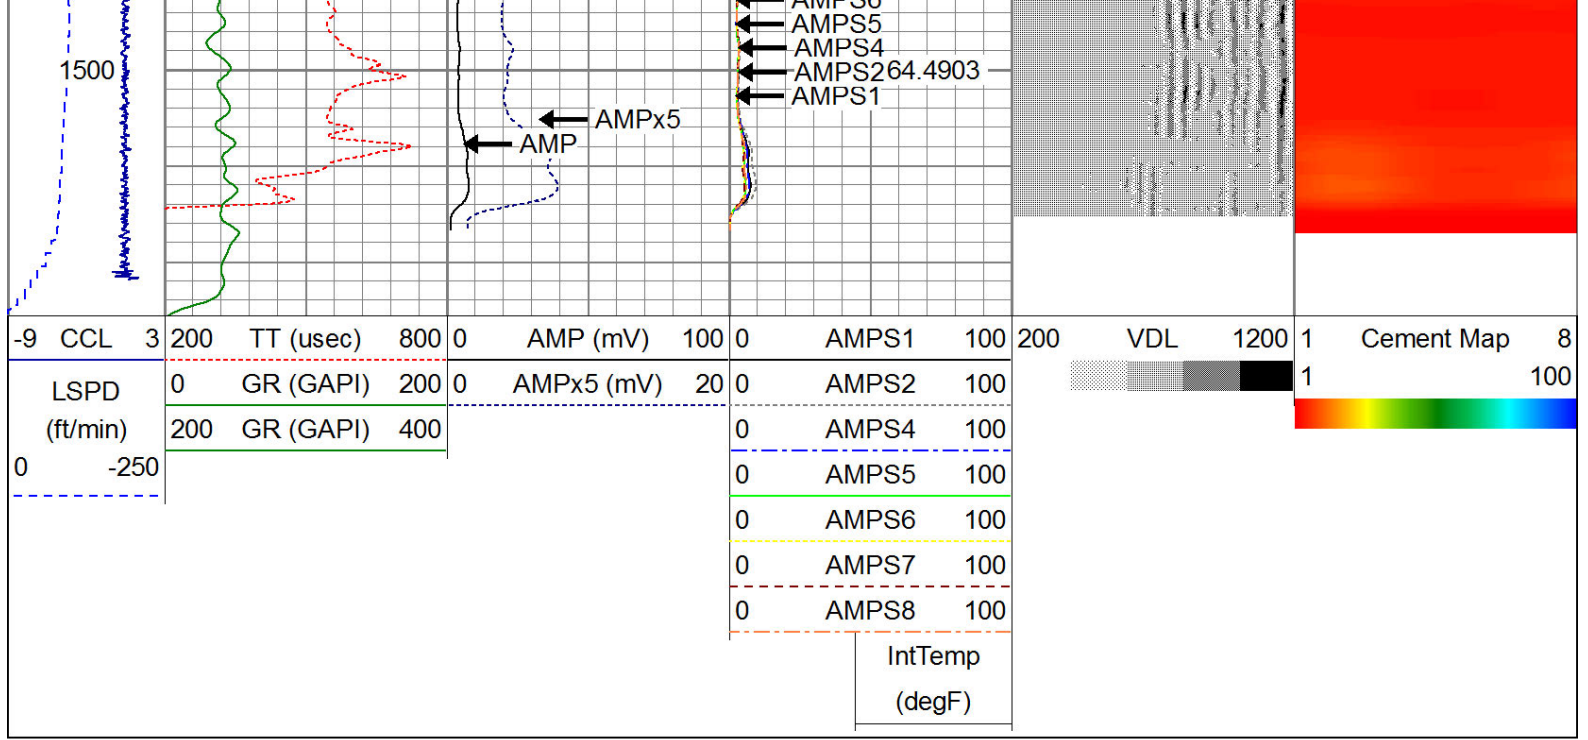 AMPS6
AMPS5
AMPS4
1500
AMPS264.4903
AMPS1
AMPx5
AMP
-9 CCL 3
200 TT (usec) 800
0 AMP (mV) 100
0 AMPS1 100
200 VDL 1200
1 Cement Map 8
LSPD
(ft/min)
0 -250
0 GR (GAPI) 200
0 AMPx5 (mV) 20
0 AMPS2 100
1 100
200 GR (GAPI) 400
0 AMPS4 100
0 AMPS5 100
0 AMPS6 100
0 AMPS7 100
0 AMPS8 100
IntTemp
(degF)